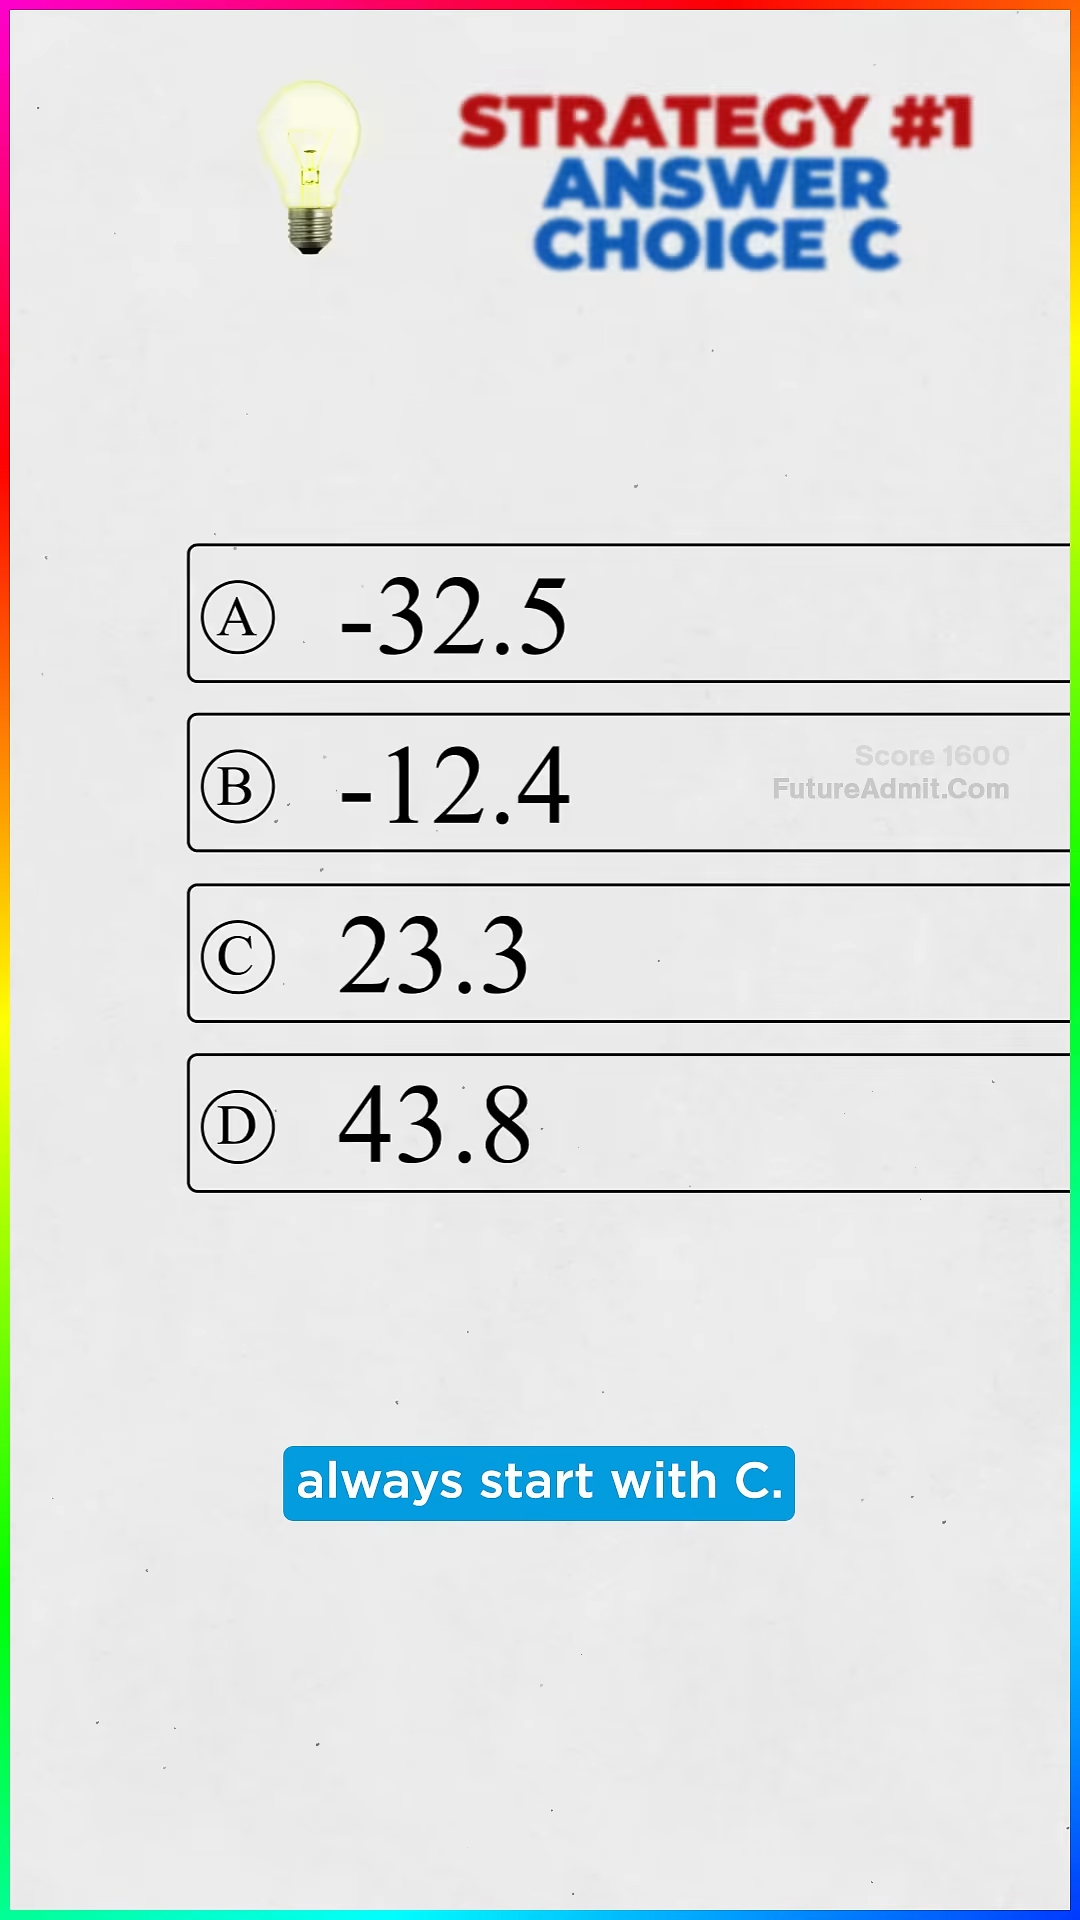 STRATEGY #1
ANSWER
CHOICE C
A -32.5
B -12.4
Score 1600
FutureAdmit.Com
C 23.3
D 43.8
always start with C.